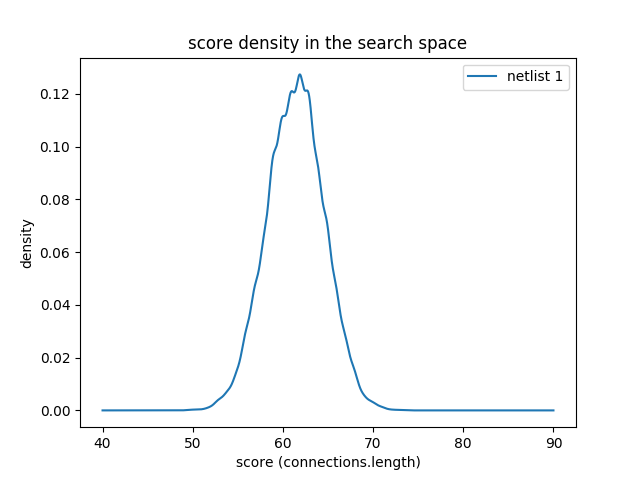 score density in the search space
netlist 1
density
0.12
0.10
0.08
0.06
0.04
0.02
0.00
40 50 60 70 80 90
score (connections.length)